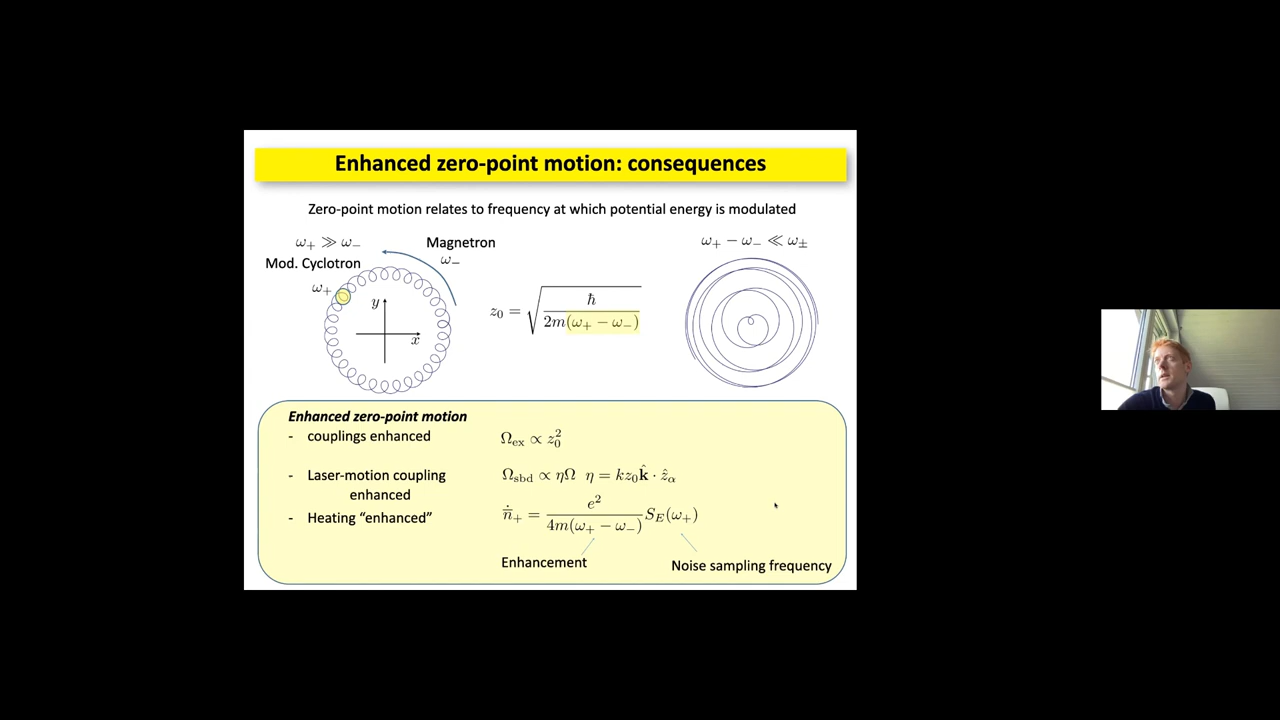 Enhanced zero-point motion: consequences
Zero-point motion relates to frequency at which potential energy is modulated
ω₊ ≫ ω₋
Mod. Cyclotron
ω₊
Magnetron
ω₋
y
x
z₀ = √(ħ / 2m(ω₊ − ω₋))
ω₊ − ω₋ ≪ ω±
Enhanced zero-point motion
- couplings enhanced
Ω_ex ∝ z₀²
- Laser-motion coupling
enhanced
Ω_sbd ∝ ηΩ η = kz₀k̂ · ẑ_α
- Heating “enhanced”
ṅ̄₊ = e² / 4m(ω₊ − ω₋) S_E(ω₊)
Enhancement
Noise sampling frequency